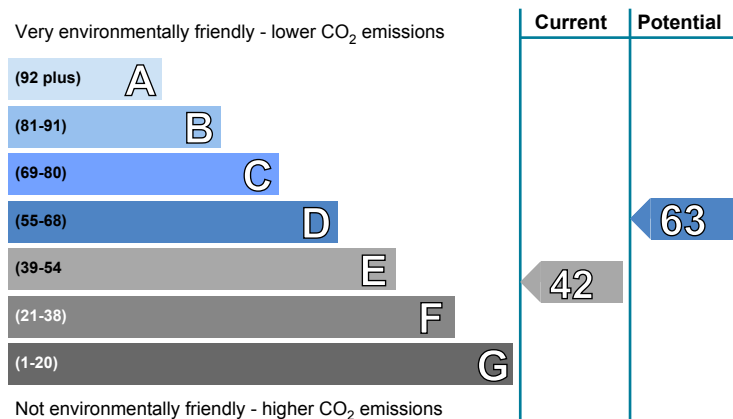 Very environmentally friendly - lower CO₂ emissions
Current
Potential
(92 plus) A
(81-91) B
(69-80) C
(55-68) D
63
(39-54 E
42
(21-38) F
(1-20) G
Not environmentally friendly - higher CO₂ emissions